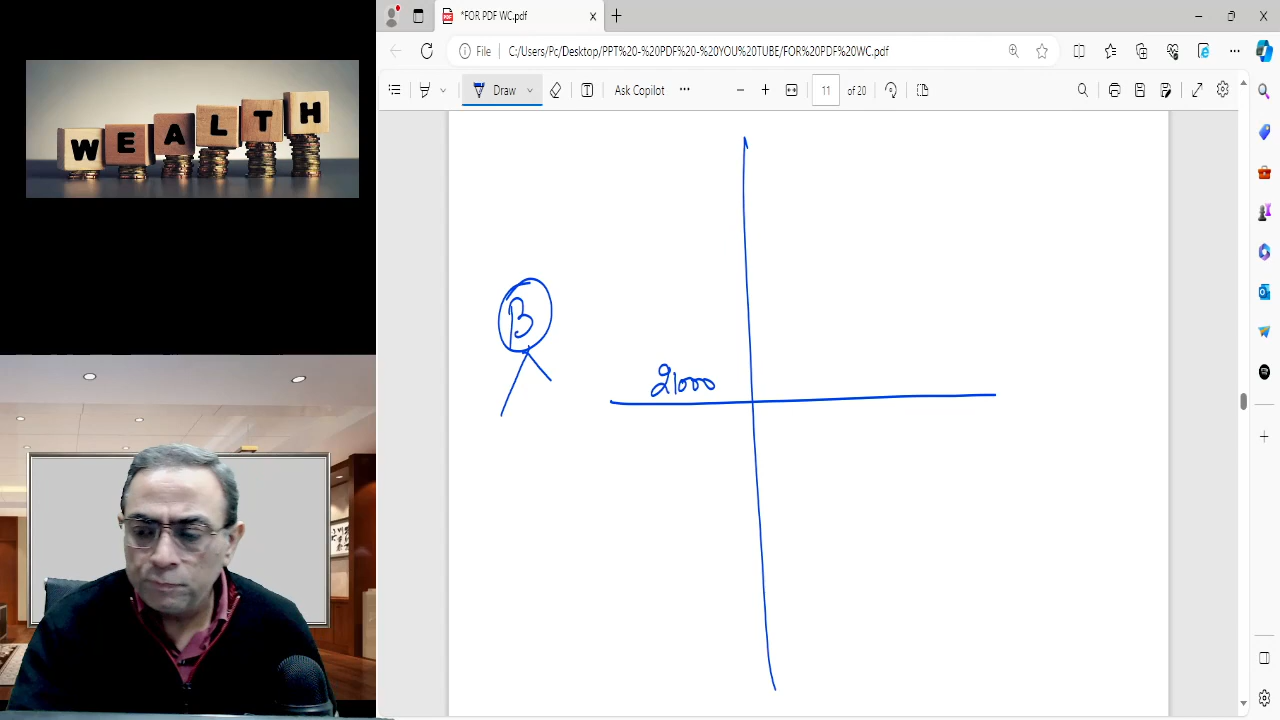 *FOR PDF WC.pdf
File C:/Users/Pc/Desktop/PPT%20-%20PDF%20-%20YOU%20TUBE/FOR%20PDF%20WC.pdf
Draw Ask Copilot 11 of 20
WEALTH
B
21000